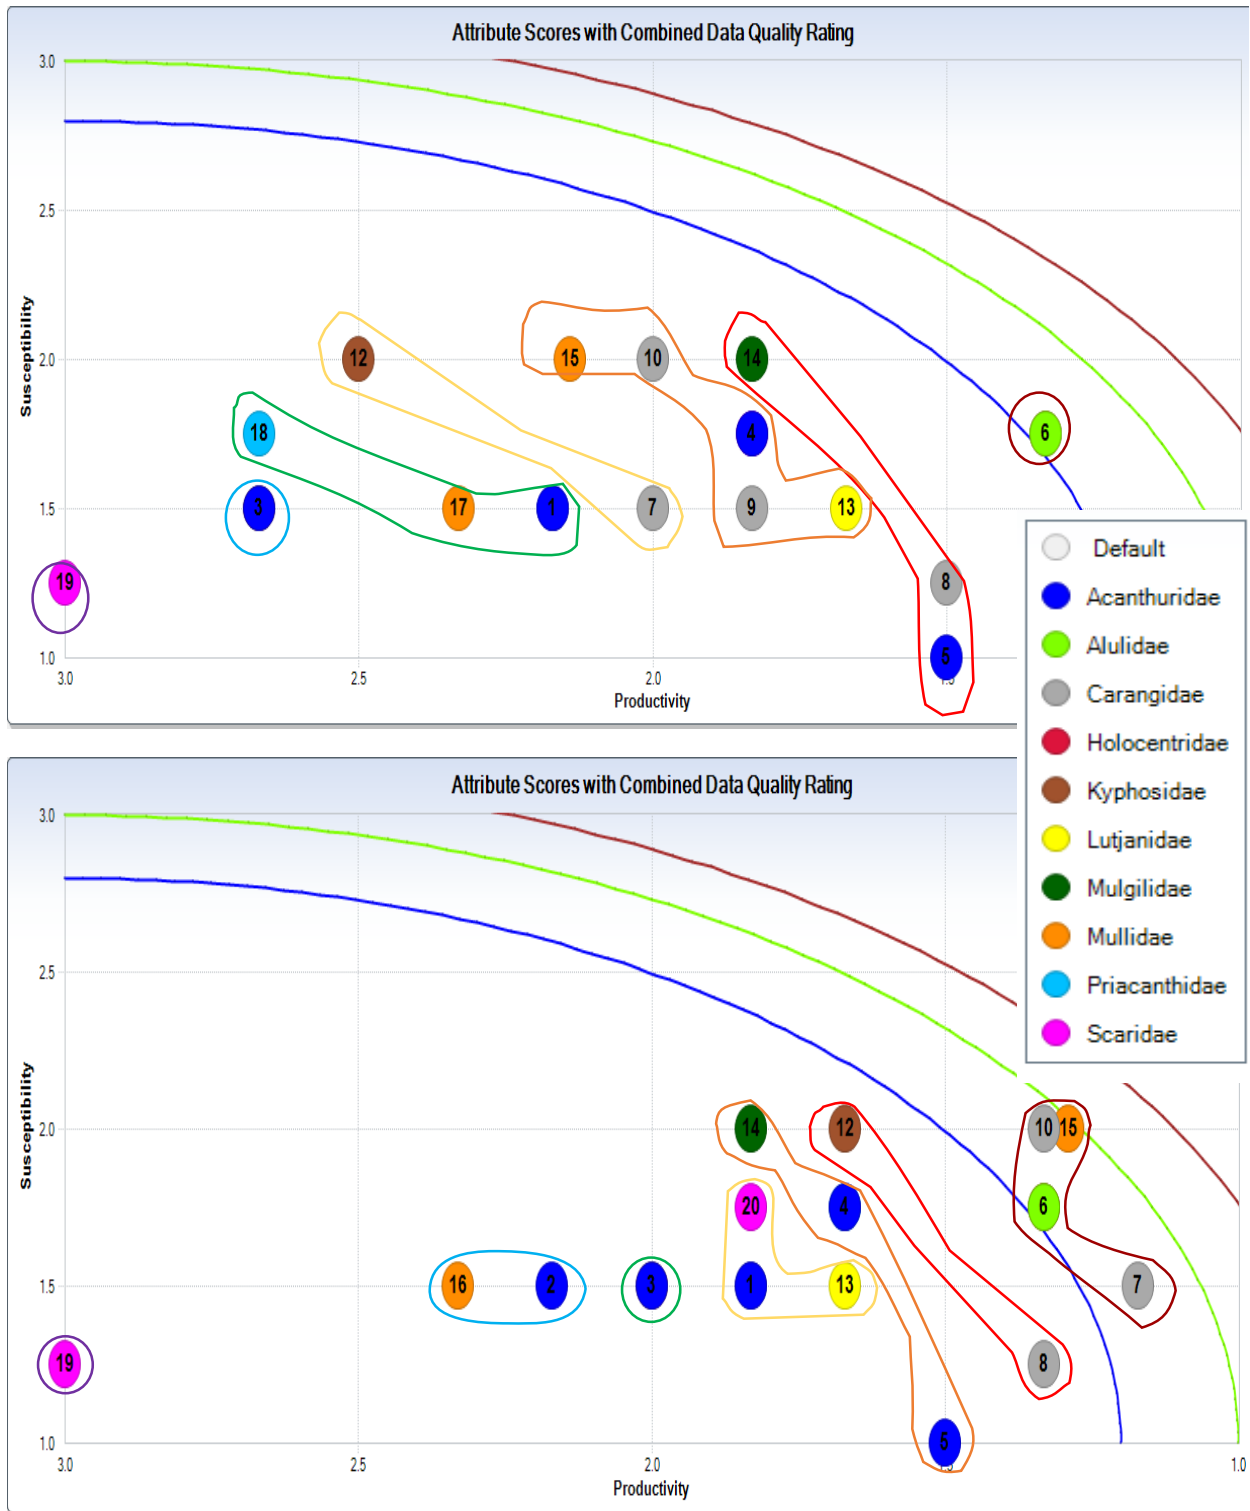 Attribute Scores with Combined Data Quality Rating
3.0
2.5
2.0
1.5
1.0
Susceptibility
12
15
10
14
18
4
6
3
17
1
7
9
13
19
8
5
3.0
2.5
2.0
Productivity
Default
Acanthuridae
Alulidae
Carangidae
Holocentridae
Kyphosidae
Lutjanidae
Mulgilidae
Mullidae
Priacanthidae
Scaridae
Attribute Scores with Combined Data Quality Rating
3.0
2.5
2.0
1.5
1.0
Susceptibility
14
12
10
15
20
4
6
16
2
3
1
13
7
19
8
5
3.0
2.5
2.0
1.0
Productivity